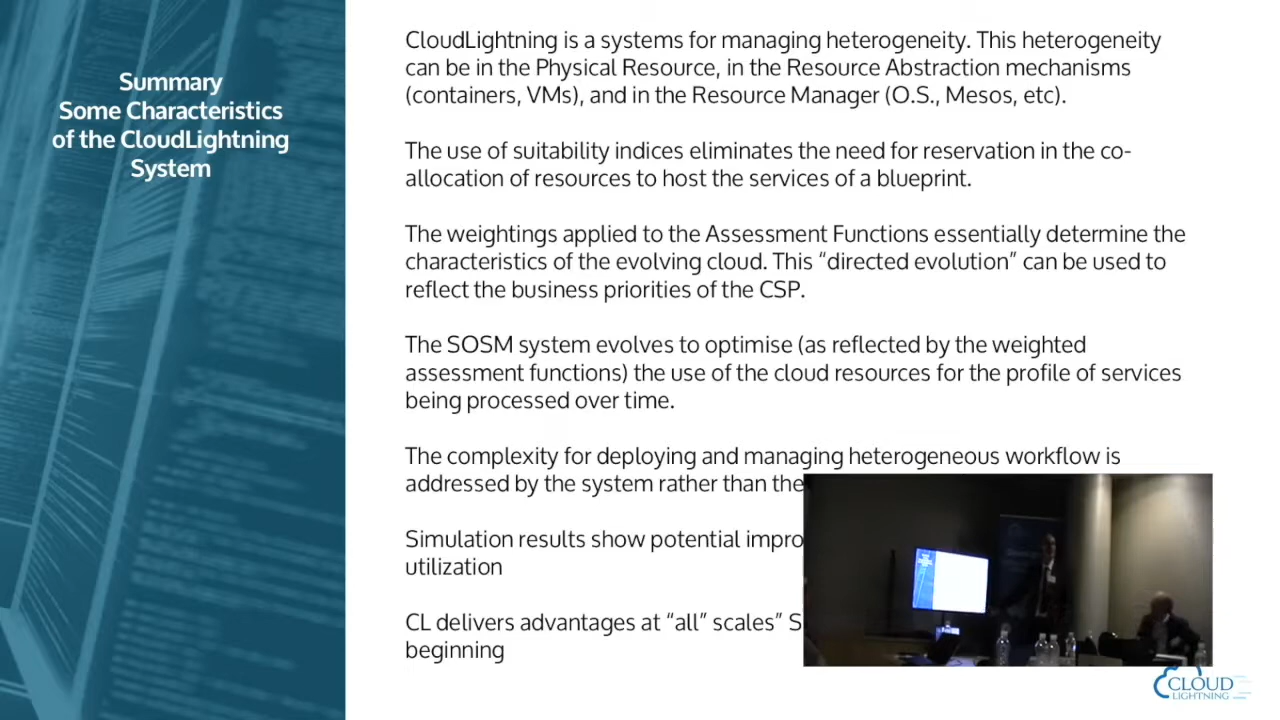 Summary
Some Characteristics
of the CloudLightning
System
CloudLightning is a systems for managing heterogeneity. This heterogeneity
can be in the Physical Resource, in the Resource Abstraction mechanisms
(containers, VMs), and in the Resource Manager (O.S., Mesos, etc).
The use of suitability indices eliminates the need for reservation in the co-
allocation of resources to host the services of a blueprint.
The weightings applied to the Assessment Functions essentially determine the
characteristics of the evolving cloud. This “directed evolution” can be used to
reflect the business priorities of the CSP.
The SOSM system evolves to optimise (as reflected by the weighted
assessment functions) the use of the cloud resources for the profile of services
being processed over time.
The complexity for deploying and managing heterogeneous workflow is
addressed by the system rather than the
Simulation results show potential impro
utilization
CL delivers advantages at “all” scales” S
beginning
CLOUD
LIGHTNING